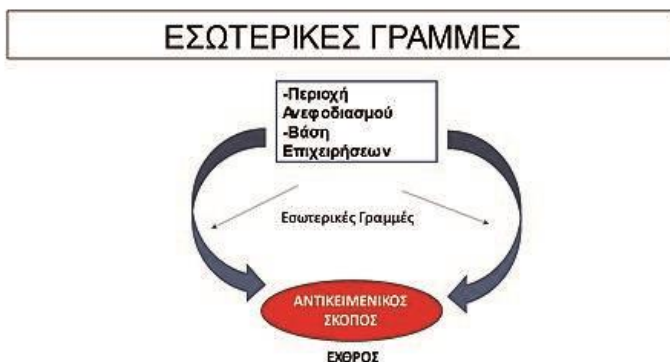 ΕΣΩΤΕΡΙΚΕΣ ΓΡΑΜΜΕΣ
-Περιοχή
Ανεφοδιασμού
-Βάση
Επιχειρήσεων
Εσωτερικές Γραμμές
ΑΝΤΙΚΕΙΜΕΝΙΚΟΣ
ΣΚΟΠΟΣ
ΕΧΘΡΟΣ